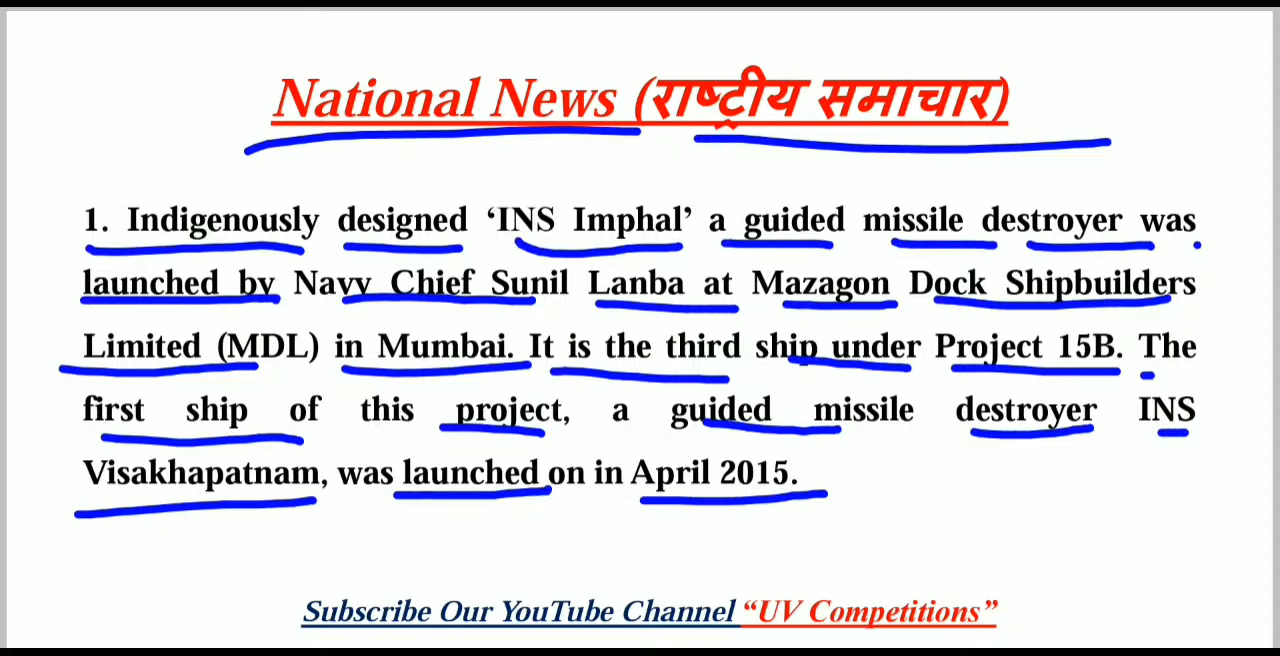 National News (राष्ट्रीय समाचार)
1. Indigenously designed ‘INS Imphal’ a guided missile destroyer was
launched by Navy Chief Sunil Lanba at Mazagon Dock Shipbuilders
Limited (MDL) in Mumbai. It is the third ship under Project 15B. The
first ship of this project, a guided missile destroyer INS
Visakhapatnam, was launched on in April 2015.
Subscribe Our YouTube Channel “UV Competitions”